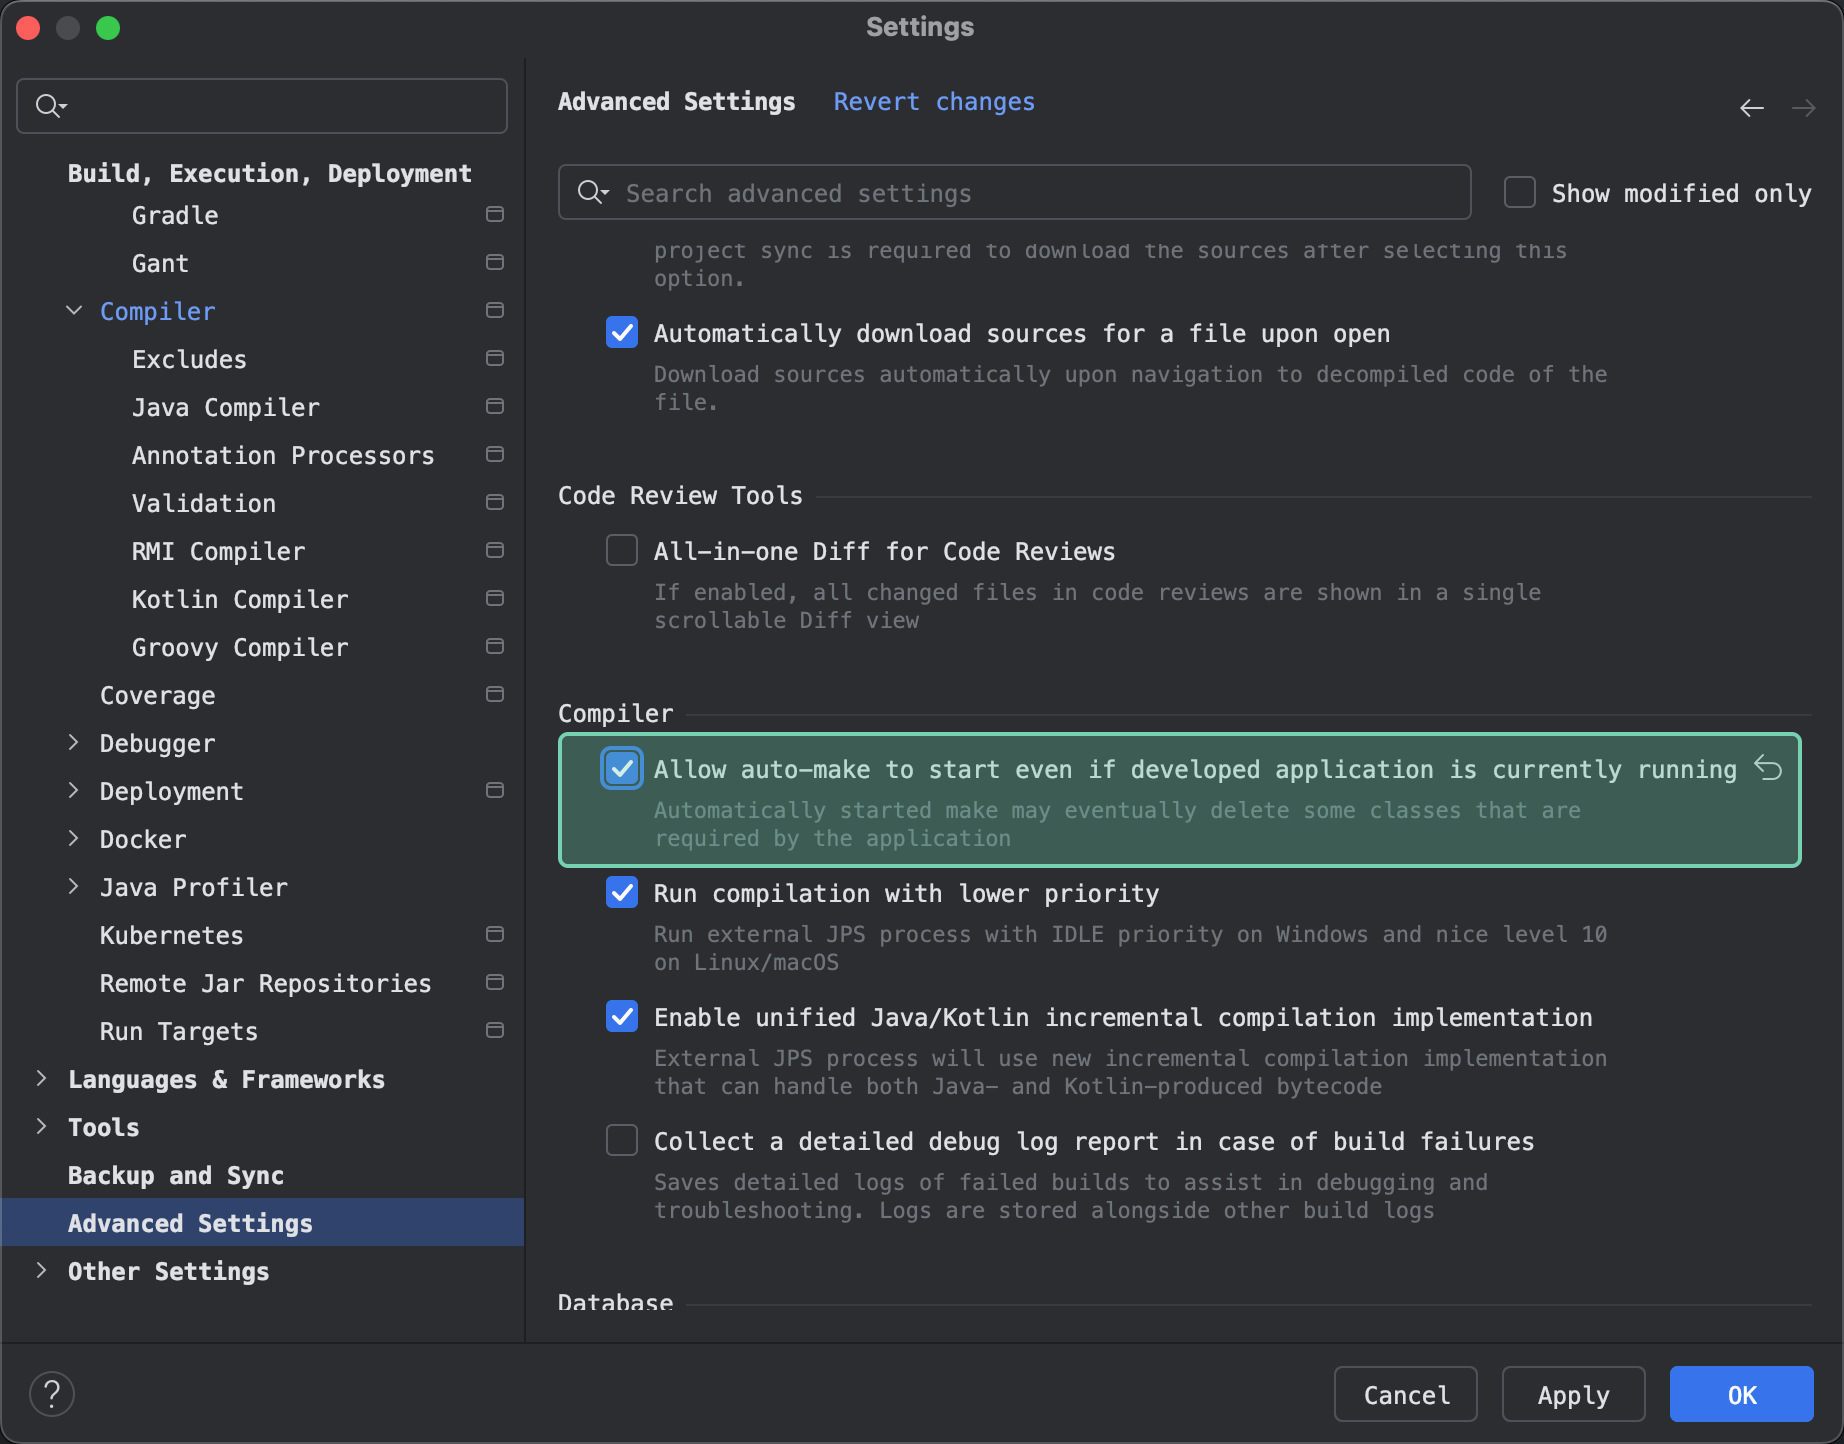 Settings
Build, Execution, Deployment
Gradle
Gant
Compiler
Excludes
Java Compiler
Annotation Processors
Validation
RMI Compiler
Kotlin Compiler
Groovy Compiler
Coverage
Debugger
Deployment
Docker
Java Profiler
Kubernetes
Remote Jar Repositories
Run Targets
Languages & Frameworks
Tools
Backup and Sync
Advanced Settings
Other Settings
Advanced Settings Revert changes
Search advanced settings
Show modified only
project sync is required to download the sources after selecting this
option.
Automatically download sources for a file upon open
Download sources automatically upon navigation to decompiled code of the
file.
Code Review Tools
All-in-one Diff for Code Reviews
If enabled, all changed files in code reviews are shown in a single
scrollable Diff view
Compiler
Allow auto-make to start even if developed application is currently running
Automatically started make may eventually delete some classes that are
required by the application
Run compilation with lower priority
Run external JPS process with IDLE priority on Windows and nice level 10
on Linux/macOS
Enable unified Java/Kotlin incremental compilation implementation
External JPS process will use new incremental compilation implementation
that can handle both Java- and Kotlin-produced bytecode
Collect a detailed debug log report in case of build failures
Saves detailed logs of failed builds to assist in debugging and
troubleshooting. Logs are stored alongside other build logs
Database
?
Cancel
Apply
OK